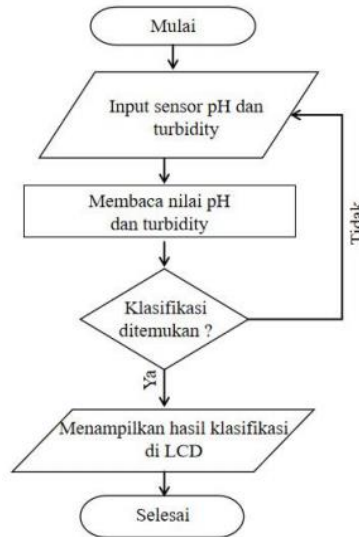 Mulai
Input sensor pH dan
turbidity
Membaca nilai pH
dan turbidity
Klasifikasi
ditemukan ?
Tidak
Ya
Menampilkan hasil klasifikasi
di LCD
Selesai